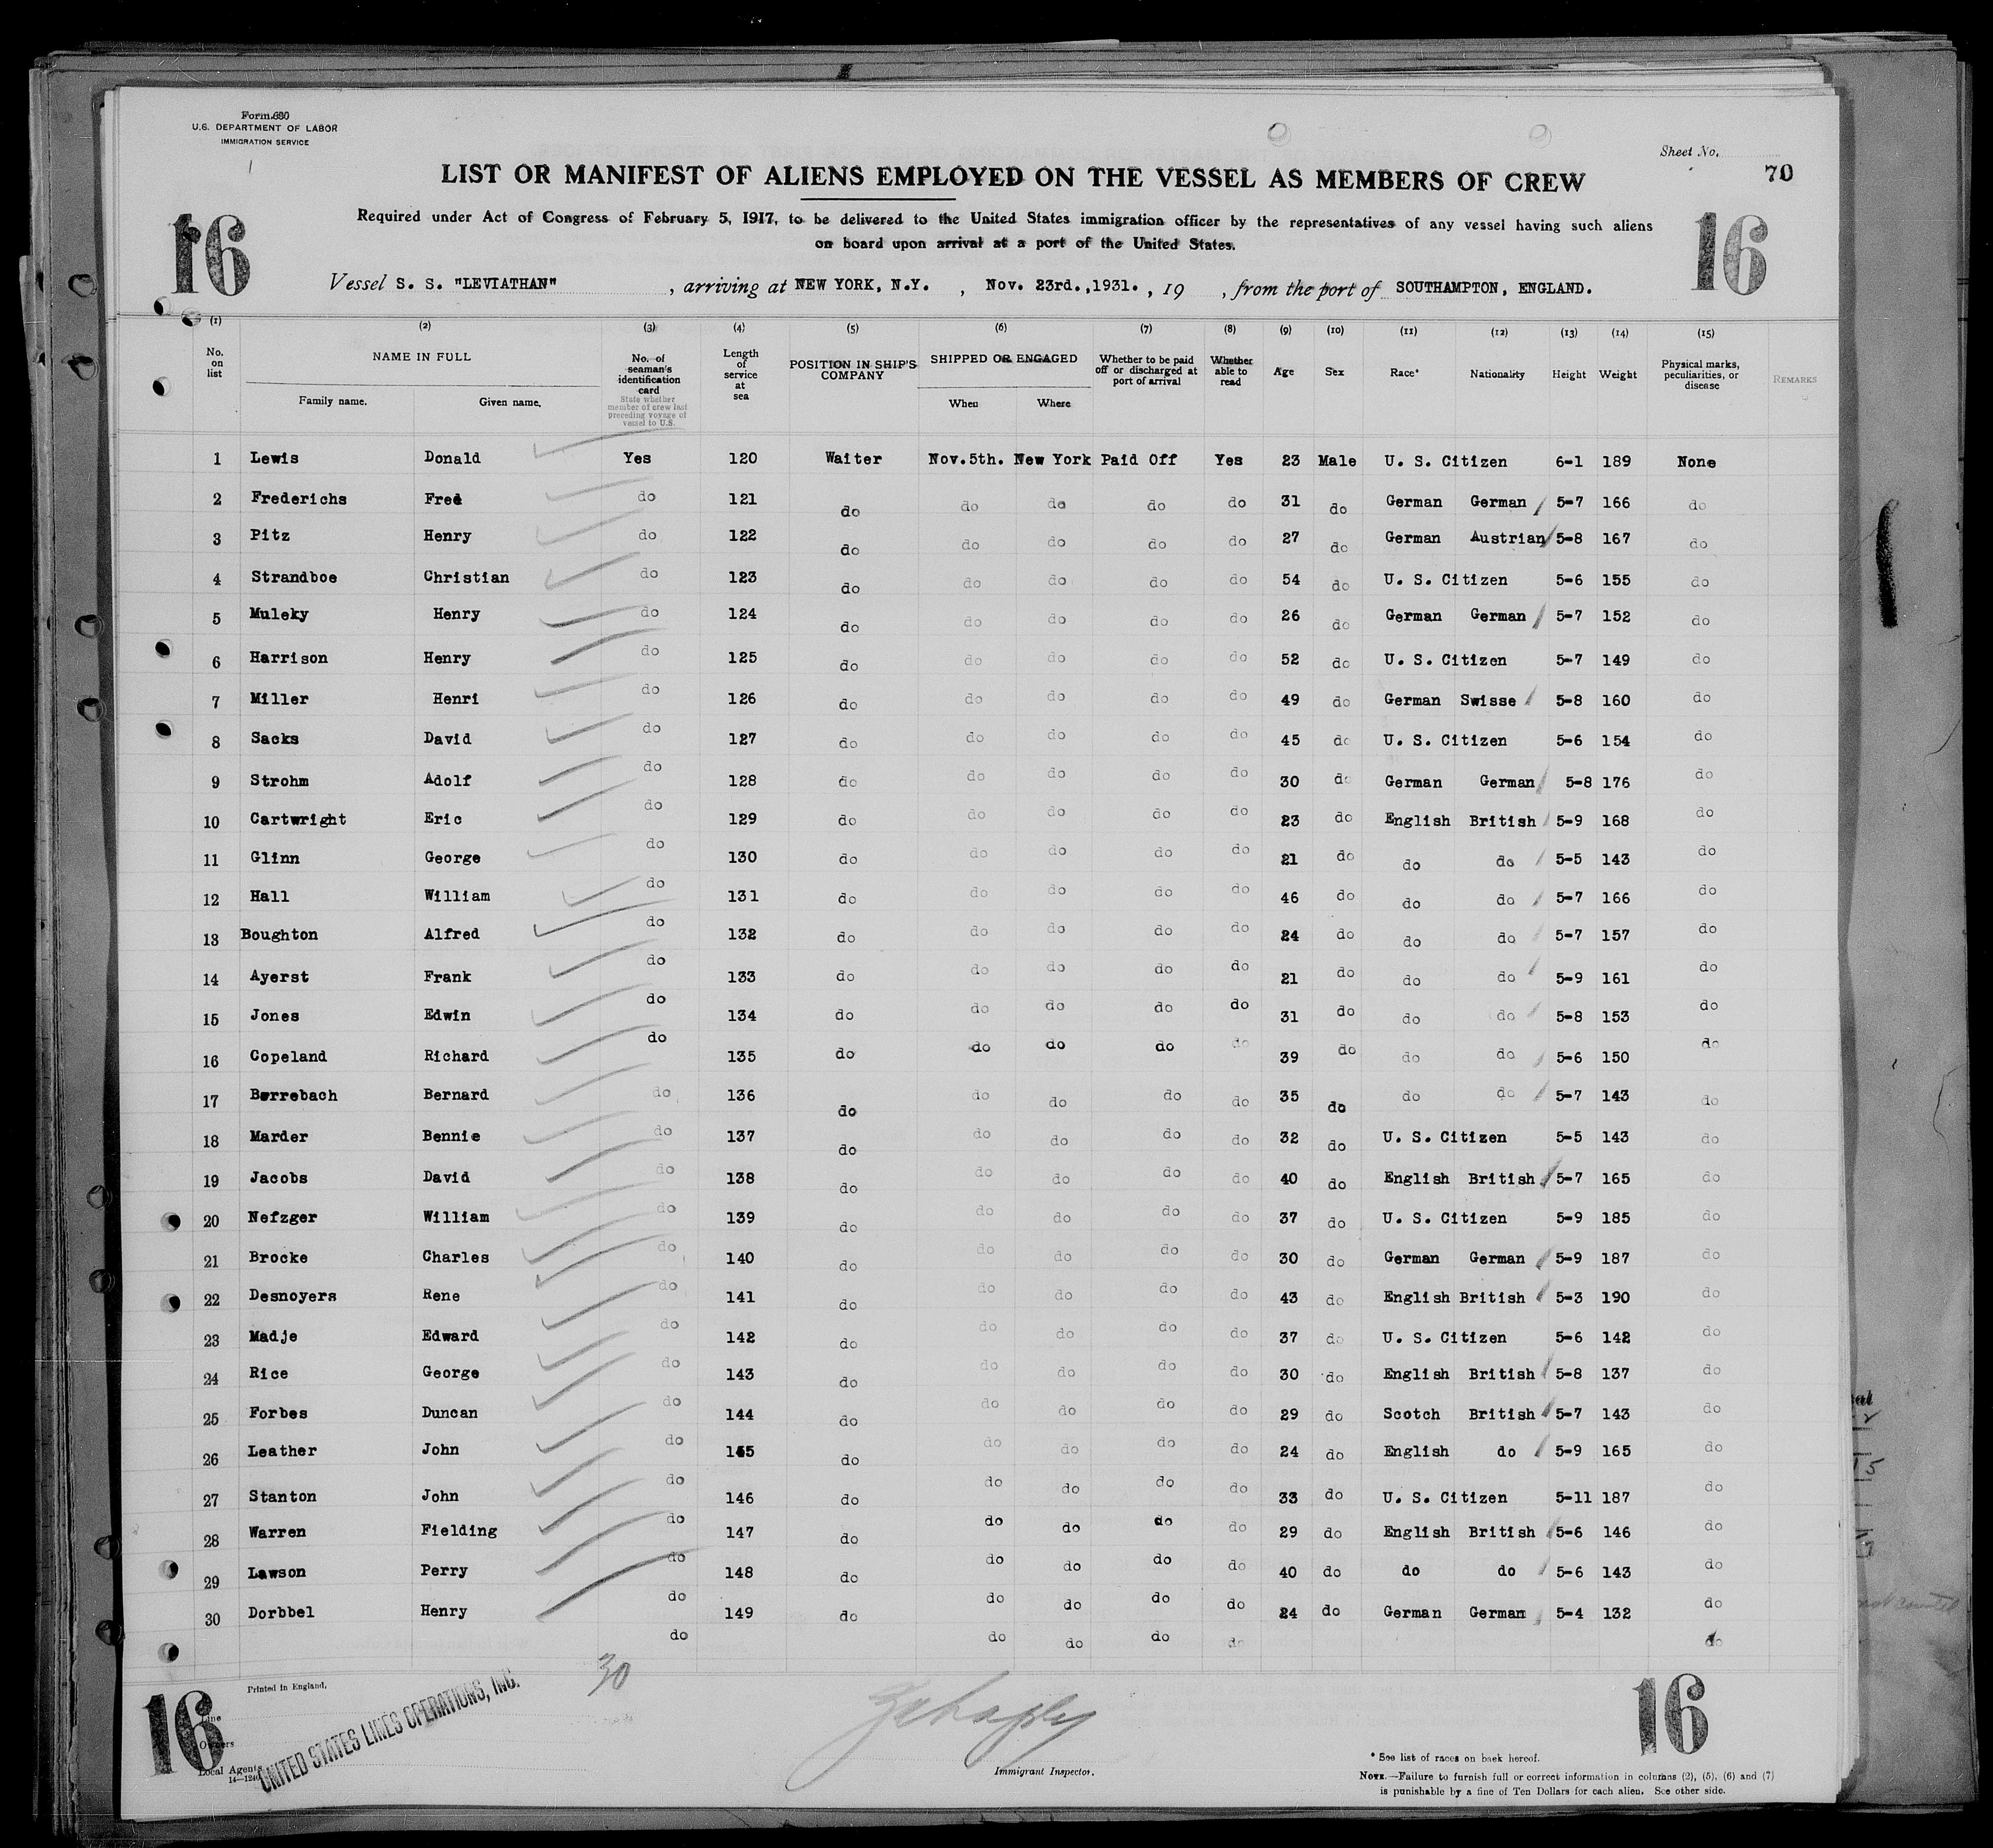 Form 680
U.S. DEPARTMENT OF LABOR
IMMIGRATION SERVICE
Sheet No.
70
LIST OR MANIFEST OF ALIENS EMPLOYED ON THE VESSEL AS MEMBERS OF CREW
16
16
Required under Act of Congress of February 5, 1917, to be delivered to the United States immigration officer by the representatives of any vessel having such aliens
on board upon arrival at a port of the United States.
Vessel S. S. "LEVIATHAN" , arriving at NEW YORK, N.Y. , Nov. 23rd.,1931. , 19 , from the port of SOUTHAMPTON, ENGLAND.
(1) (2) (3) (4) (5) (6) (7) (8) (9) (10) (11) (12) (13) (14) (15)
No. on list NAME IN FULL Family name. Given name. No. of seaman's identification card State whether member of crew last preceding voyage of vessel to U.S. Length of service at sea POSITION IN SHIP'S COMPANY SHIPPED OR ENGAGED When Where Whether to be paid off or discharged at port of arrival Whether able to read Age Sex Race* Nationality Height Weight Physical marks, peculiarities, or disease REMARKS
1 Lewis Donald Yes 120 Waiter Nov.5th. New York Paid Off Yes 23 Male U. S. Citizen 6-1 189 None
2 Frederichs Fred do 121 do do do do do 31 do German German 5-7 166 do
3 Pitz Henry do 122 do do do do do 27 do German Austrian 5-8 167 do
4 Strandboe Christian do 123 do do do do do 54 do U. S. Citizen 5-6 155 do
5 Muleky Henry do 124 do do do do do 26 do German German 5-7 152 do
6 Harrison Henry do 125 do do do do do 52 do U. S. Citizen 5-7 149 do
7 Miller Henri do 126 do do do do do 49 do German Swisse 5-8 160 do
8 Sacks David do 127 do do do do do 45 do U. S. Citizen 5-6 154 do
9 Strohm Adolf do 128 do do do do do 30 do German German 5-8 176 do
10 Cartwright Eric do 129 do do do do do 23 do English British 5-9 168 do
11 Glinn George do 130 do do do do do 21 do do do 5-5 143 do
12 Hall William do 131 do do do do do 46 do do do 5-7 166 do
13 Boughton Alfred do 132 do do do do do 24 do do do 5-7 157 do
14 Ayerst Frank do 133 do do do do do 21 do do do 5-9 161 do
15 Jones Edwin do 134 do do do do do 31 do do do 5-8 153 do
16 Copeland Richard do 135 do do do do do 39 do do do 5-6 150 do
17 Berrebach Bernard do 136 do do do do do 35 do do do 5-7 143 do
18 Marder Bennie do 137 do do do do do 32 do U. S. Citizen 5-5 143 do
19 Jacobs David do 138 do do do do do 40 do English British 5-7 165 do
20 Nefzger William do 139 do do do do do 37 do U. S. Citizen 5-9 185 do
21 Brocke Charles do 140 do do do do do 30 do German German 5-9 187 do
22 Desnoyers Rene do 141 do do do do do 43 do English British 5-3 190 do
23 Madje Edward do 142 do do do do do 37 do U. S. Citizen 5-6 142 do
24 Rice George do 143 do do do do do 30 do English British 5-8 137 do
25 Forbes Duncan do 144 do do do do do 29 do Scotch British 5-7 143 do
26 Leather John do 145 do do do do do 24 do English do 5-9 165 do
27 Stanton John do 146 do do do do do 33 do U. S. Citizen 5-11 187 do
28 Warren Fielding do 147 do do do do do 29 do English British 5-6 146 do
29 Lawson Perry do 148 do do do do do 40 do do do 5-6 143 do
30 Dorbbel Henry do 149 do do do do do 24 do German German 5-4 132 do
do do do do do do
30
16
16
Printed in England.
Line
Owners
Local Agents
UNITED STATES LINES OPERATIONS, INC.
Immigrant Inspector.
* See list of races on back hereof.
NOTE.—Failure to furnish full or correct information in columns (2), (5), (6) and (7)
is punishable by a fine of Ten Dollars for each alien. See other side.